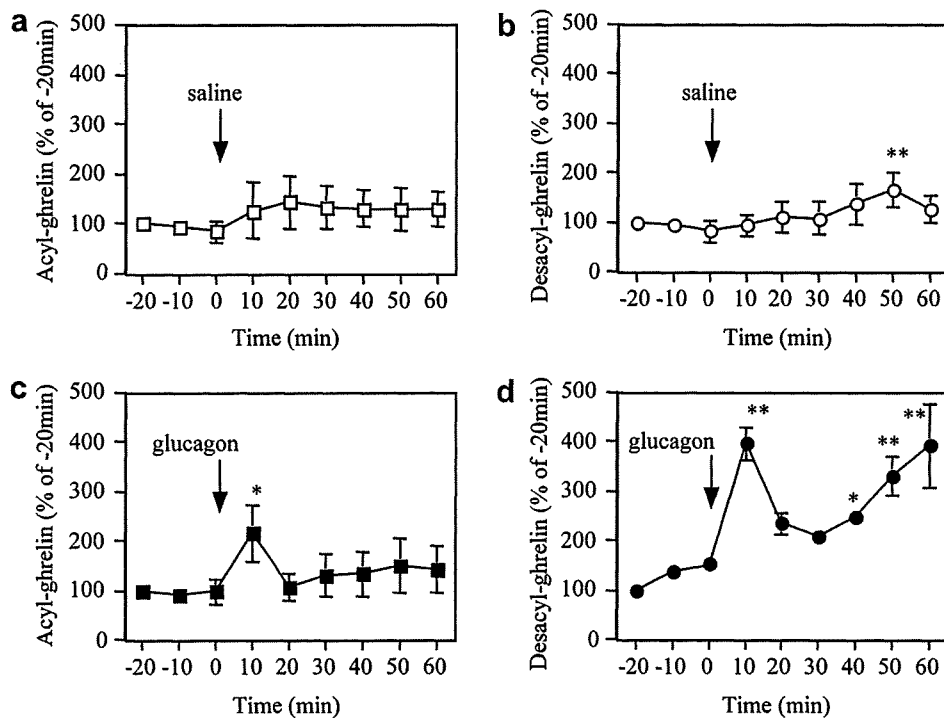 a
500
400
300
200
100
0
Acyl-ghrelin (% of -20min)
saline
-20 -10 0 10 20 30 40 50 60
Time (min)
b
500
400
300
200
100
0
Desacyl-ghrelin (% of -20min)
saline
**
-20 -10 0 10 20 30 40 50 60
Time (min)
c
500
400
300
200
100
0
Acyl-ghrelin (% of -20min)
glucagon
*
-20 -10 0 10 20 30 40 50 60
Time (min)
d
500
400
300
200
100
0
Desacyl-ghrelin (% of -20min)
glucagon
**
*
**
**
-20 -10 0 10 20 30 40 50 60
Time (min)